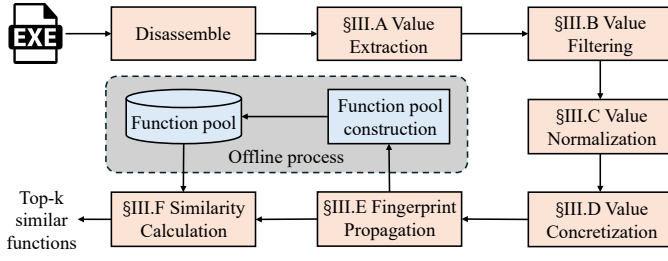 EXE
Disassemble
§III.A Value
Extraction
§III.B Value
Filtering
Function pool
Function pool
construction
Offline process
§III.C Value
Normalization
Top-k
similar
functions
§III.F Similarity
Calculation
§III.E Fingerprint
Propagation
§III.D Value
Concretization